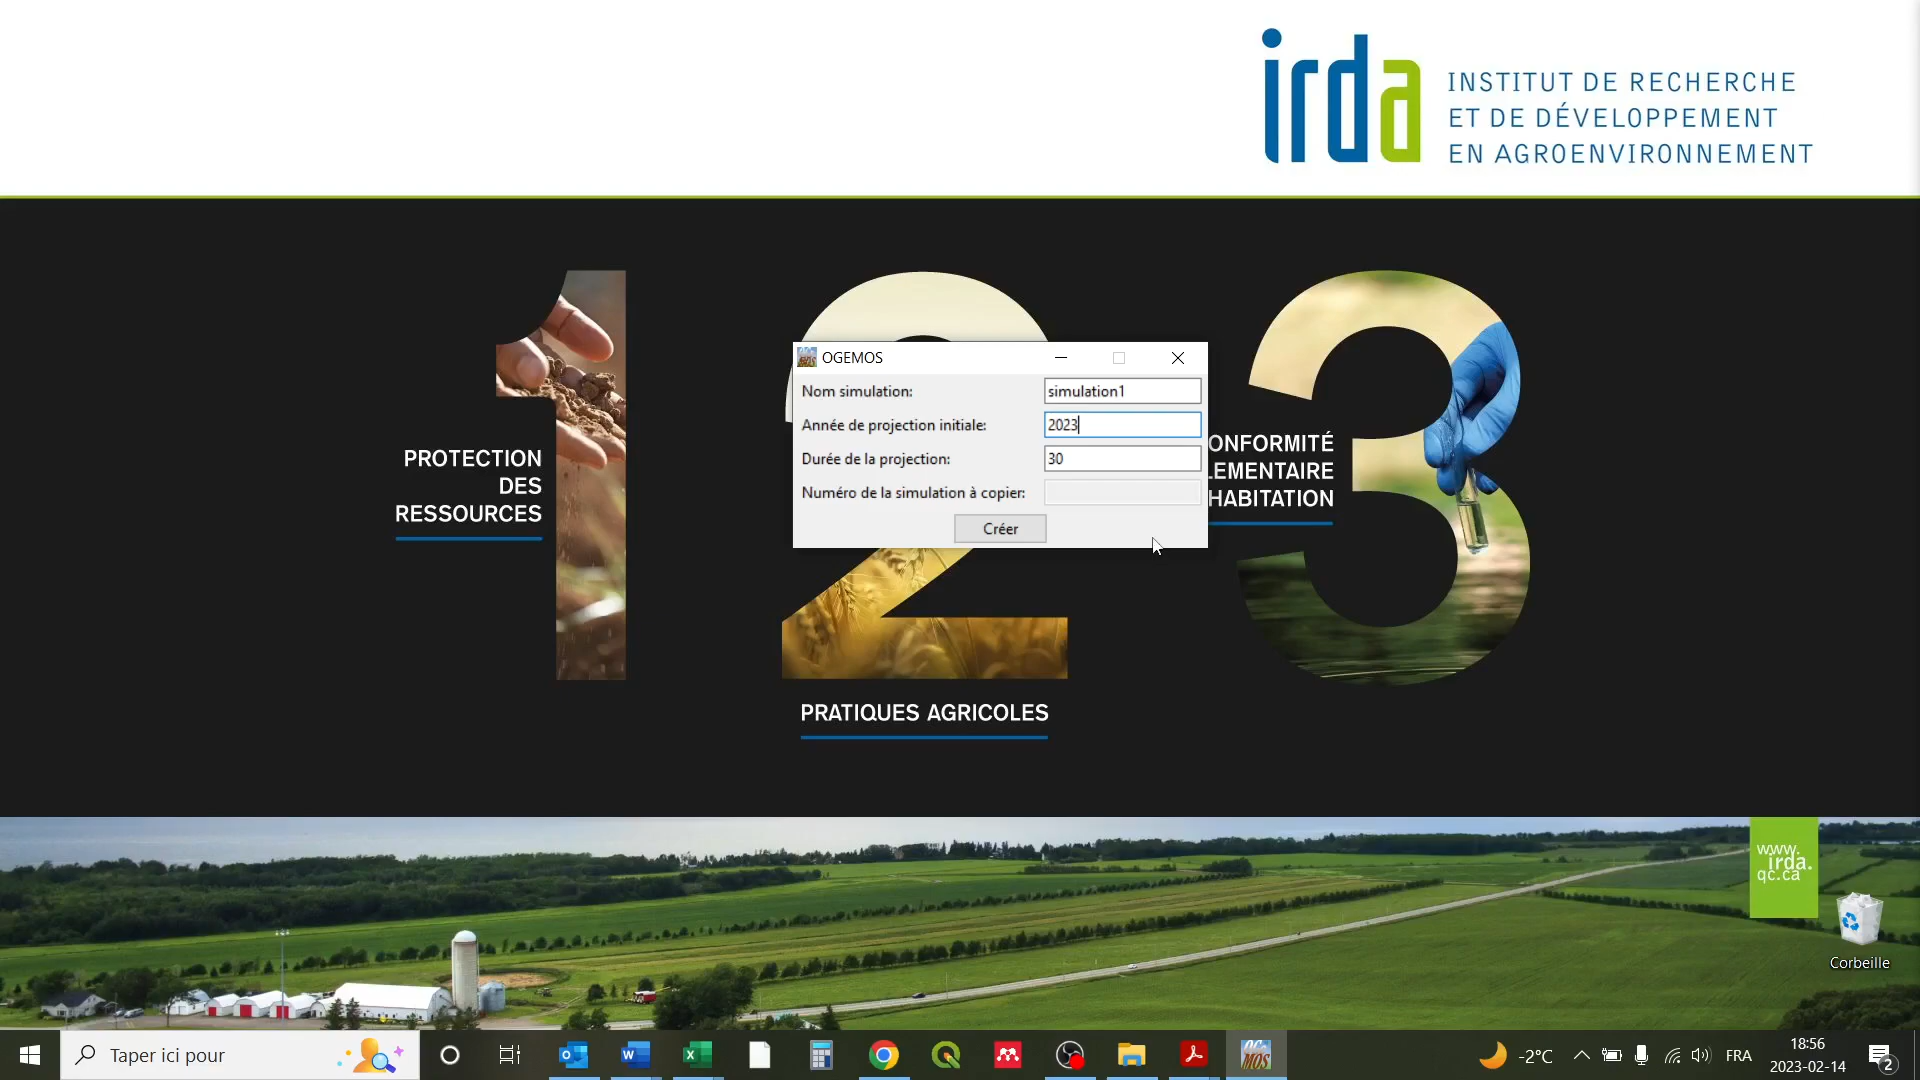 irda
INSTITUT DE RECHERCHE
ET DE DÉVELOPPEMENT
EN AGROENVIRONNEMENT
OGEMOS
Nom simulation:
simulation1
Année de projection initiale:
2023
Durée de la projection:
30
Numéro de la simulation à copier:
Créer
PROTECTION
DES
RESSOURCES
ONFORMITÉ
LEMENTAIRE
HABITATION
PRATIQUES AGRICOLES
www.
irda.
qc.ca
Corbeille
Taper ici pour
-2°C
FRA
18:56
2023-02-14
2